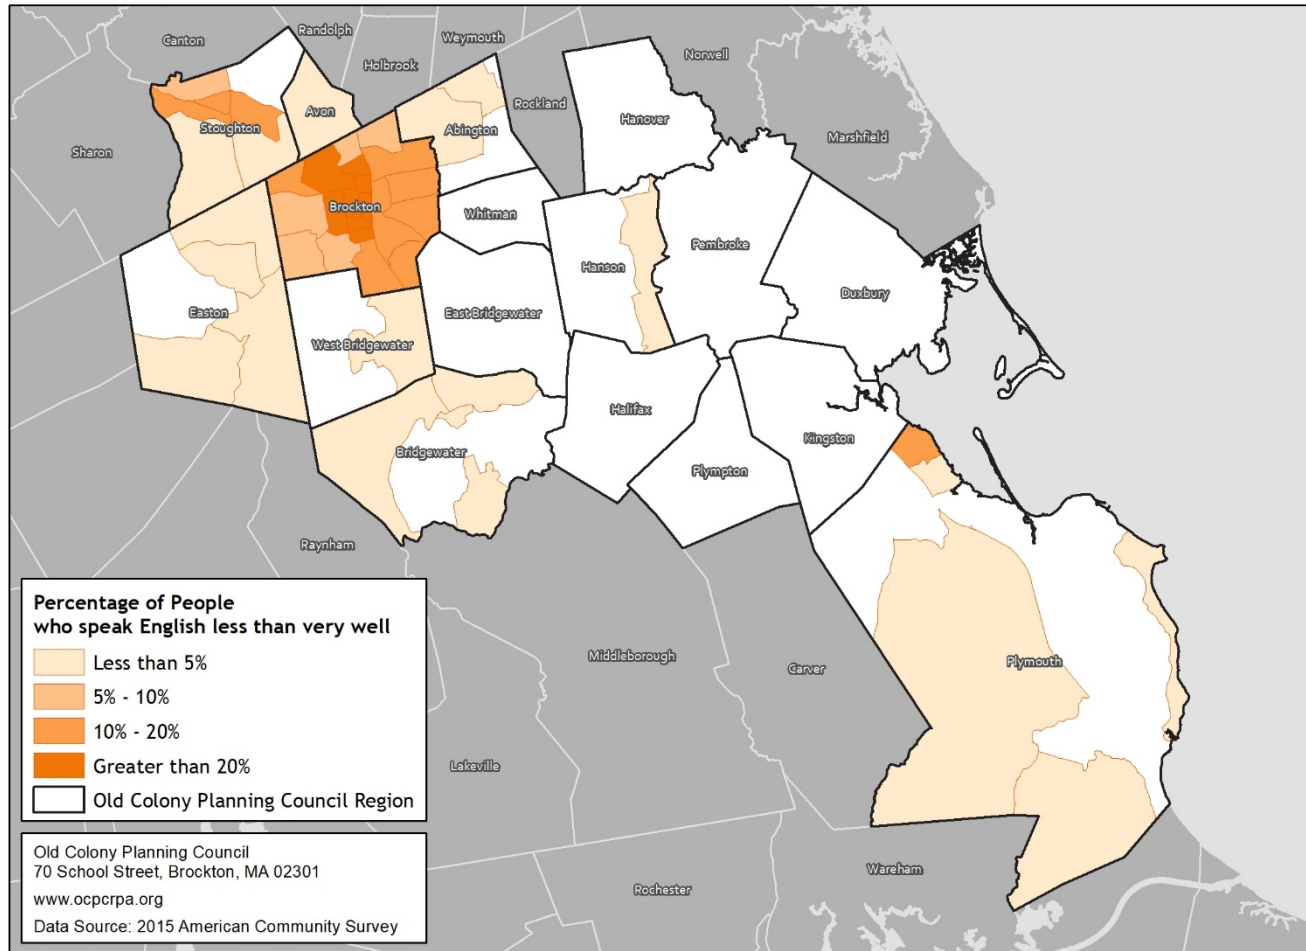 Canton
Randolph
Weymouth
Holbrook
Norwell
Rockland
Avon
Stoughton
Abington
Hanover
Marshfield
Sharon
Brockton
Whitman
Pembroke
Hanson
Duxbury
Easton
East Bridgewater
West Bridgewater
Halifax
Kingston
Bridgewater
Plympton
Raynham
Middleborough
Carver
Plymouth
Lakeville
Wareham
Rochester
Percentage of People
who speak English less than very well
Less than 5%
5% - 10%
10% - 20%
Greater than 20%
Old Colony Planning Council Region
Old Colony Planning Council
70 School Street, Brockton, MA 02301
www.ocpcrpa.org
Data Source: 2015 American Community Survey